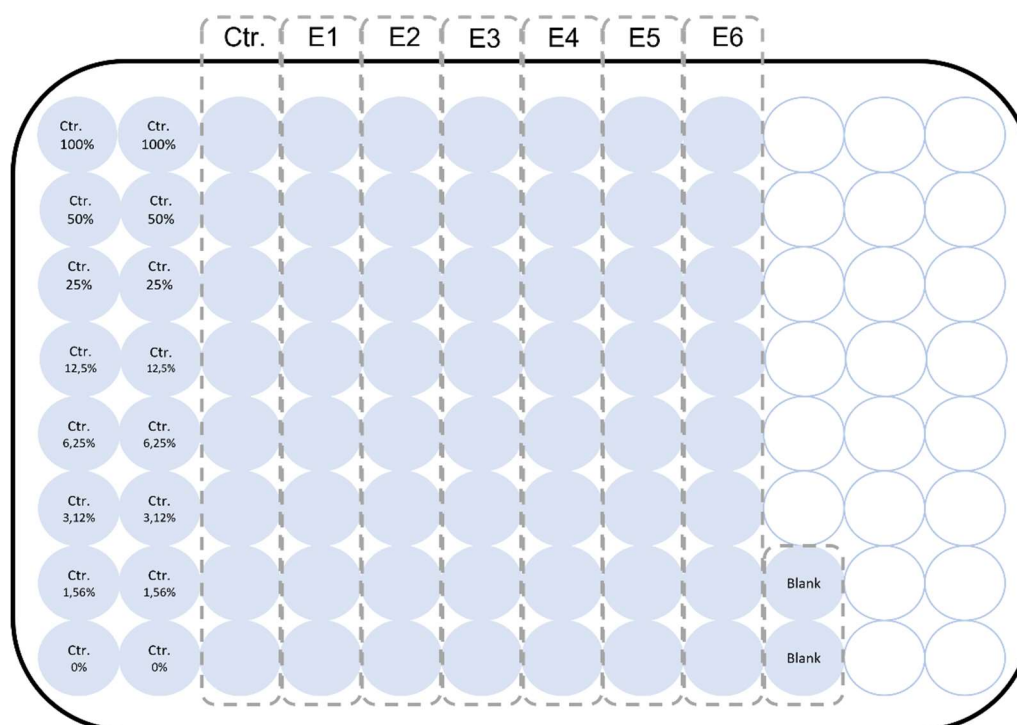 Ctr. E1 E2 E3 E4 E5 E6
Ctr. Ctr.
100% 100%
Ctr. Ctr.
50% 50%
Ctr. Ctr.
25% 25%
Ctr. Ctr.
12,5% 12,5%
Ctr. Ctr.
6,25% 6,25%
Ctr. Ctr.
3,12% 3,12%
Ctr. Ctr.
1,56% 1,56%
Blank
Ctr. Ctr.
0% 0%
Blank